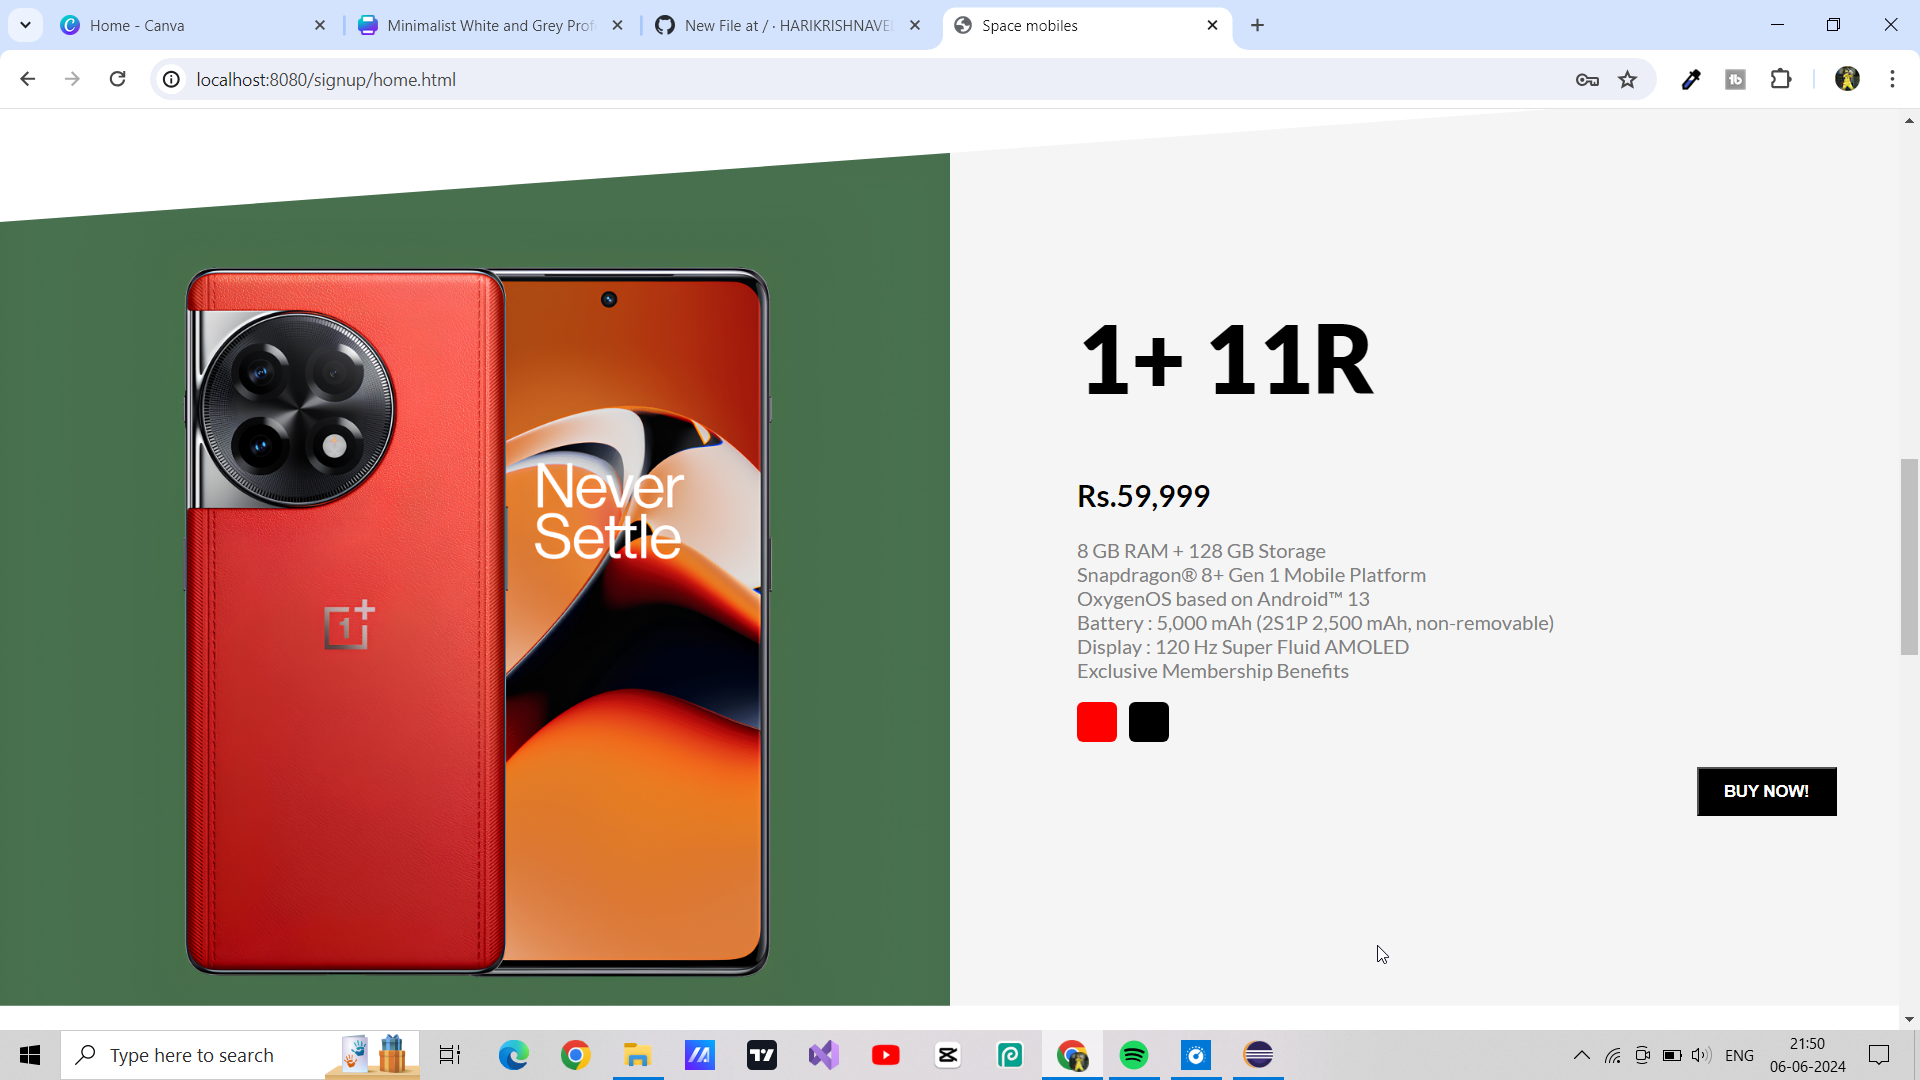 Home - Canva
Minimalist White and Grey Prof
New File at / · HARIKRISHNAVE
Space mobiles
localhost:8080/signup/home.html
1+ 11R
Never
Settle
Rs.59,999
8 GB RAM + 128 GB Storage
Snapdragon® 8+ Gen 1 Mobile Platform
OxygenOS based on Android™ 13
Battery : 5,000 mAh (2S1P 2,500 mAh, non-removable)
Display : 120 Hz Super Fluid AMOLED
Exclusive Membership Benefits
BUY NOW!
Type here to search
ENG
21:50
06-06-2024